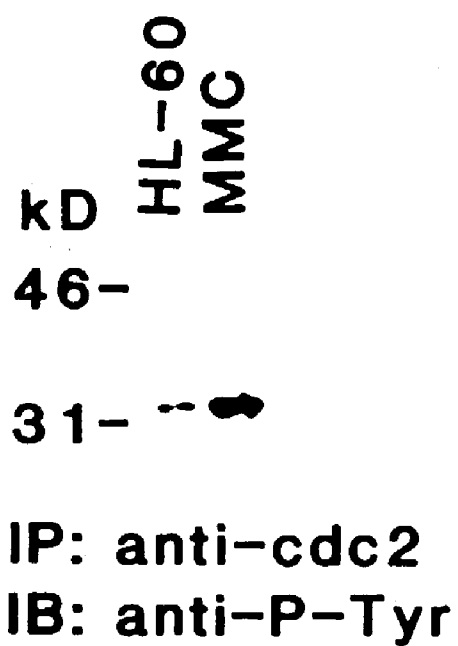 HL-60
MMC
kD
46-
31-
IP: anti-cdc2
IB: anti-P-Tyr